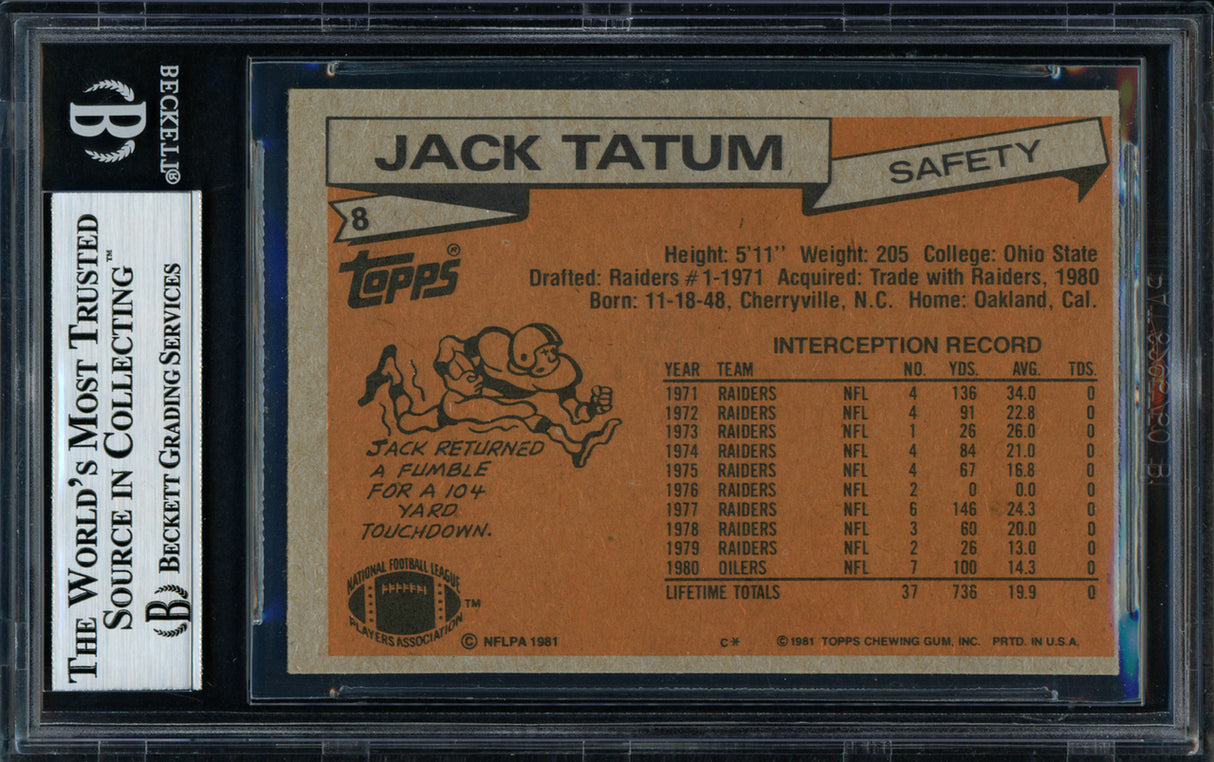 BECKETT®
THE WORLD'S MOST TRUSTED
SOURCE IN COLLECTING™
BECKETT GRADING SERVICES
JACK TATUM
SAFETY
8
topps®
Height: 5'11'' Weight: 205 College: Ohio State
Drafted: Raiders #1-1971 Acquired: Trade with Raiders, 1980
Born: 11-18-48, Cherryville, N.C. Home: Oakland, Cal.
JACK RETURNED
A FUMBLE
FOR A 104
YARD
TOUCHDOWN.
INTERCEPTION RECORD
YEAR TEAM NO. YDS. AVG. TDS.
1971 RAIDERS NFL 4 136 34.0 0
1972 RAIDERS NFL 4 91 22.8 0
1973 RAIDERS NFL 1 26 26.0 0
1974 RAIDERS NFL 4 84 21.0 0
1975 RAIDERS NFL 4 67 16.8 0
1976 RAIDERS NFL 2 0 0.0 0
1977 RAIDERS NFL 6 146 24.3 0
1978 RAIDERS NFL 3 60 20.0 0
1979 RAIDERS NFL 2 26 13.0 0
1980 OILERS NFL 7 100 14.3 0
LIFETIME TOTALS 37 736 19.9 0
NATIONAL FOOTBALL LEAGUE
PLAYERS ASSOCIATION
™
© NFLPA 1981
C* ©1981 TOPPS CHEWING GUM, INC. PRTD. IN U.S.A.